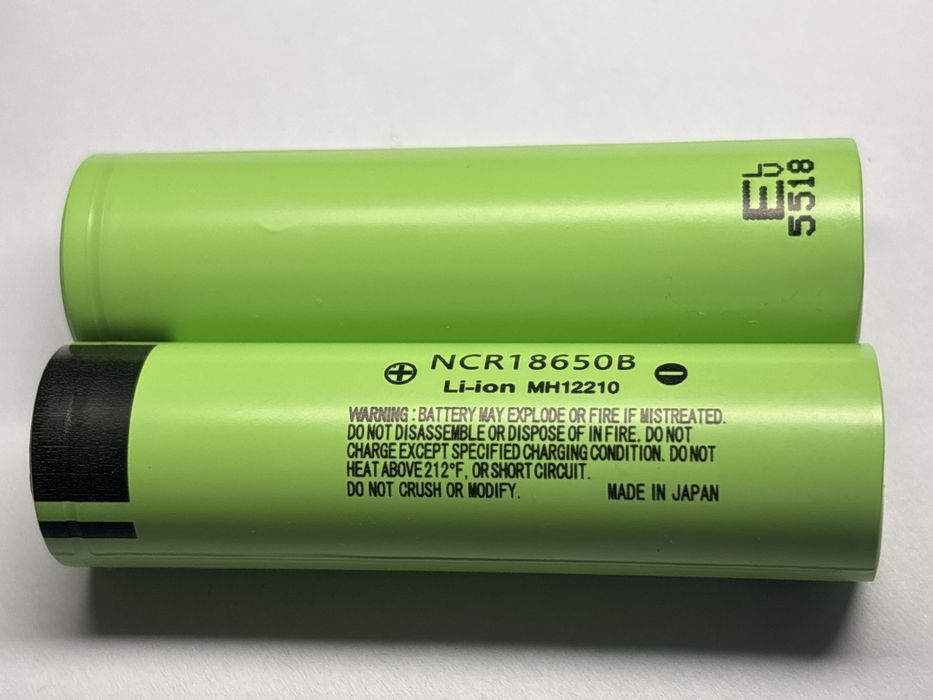 5518
NCR18650B
Li-ion MH12210
WARNING : BATTERY MAY EXPLODE OR FIRE IF MISTREATED.
DO NOT DISASSEMBLE OR DISPOSE OF IN FIRE. DO NOT
CHARGE EXCEPT SPECIFIED CHARGING CONDITION. DO NOT
HEAT ABOVE 212°F, OR SHORT CIRCUIT.
DO NOT CRUSH OR MODIFY. MADE IN JAPAN